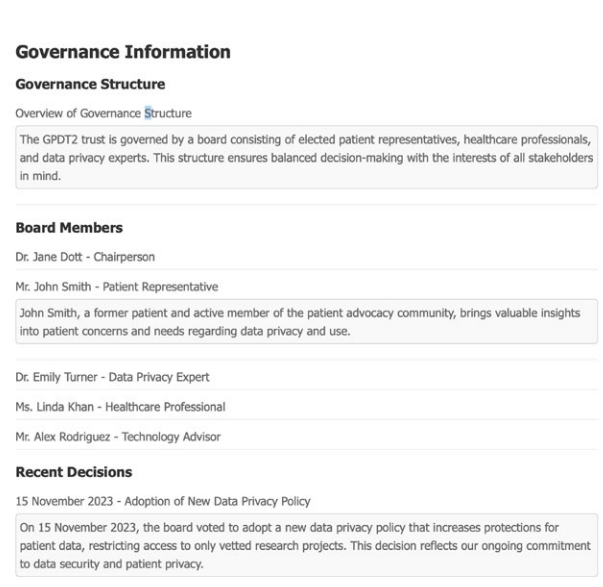 Governance Information
Governance Structure
Overview of Governance Structure
The GPDT2 trust is governed by a board consisting of elected patient representatives, healthcare professionals,
and data privacy experts. This structure ensures balanced decision-making with the interests of all stakeholders
in mind.
Board Members
Dr. Jane Dott - Chairperson
Mr. John Smith - Patient Representative
John Smith, a former patient and active member of the patient advocacy community, brings valuable insights
into patient concerns and needs regarding data privacy and use.
Dr. Emily Turner - Data Privacy Expert
Ms. Linda Khan - Healthcare Professional
Mr. Alex Rodriguez - Technology Advisor
Recent Decisions
15 November 2023 - Adoption of New Data Privacy Policy
On 15 November 2023, the board voted to adopt a new data privacy policy that increases protections for
patient data, restricting access to only vetted research projects. This decision reflects our ongoing commitment
to data security and patient privacy.